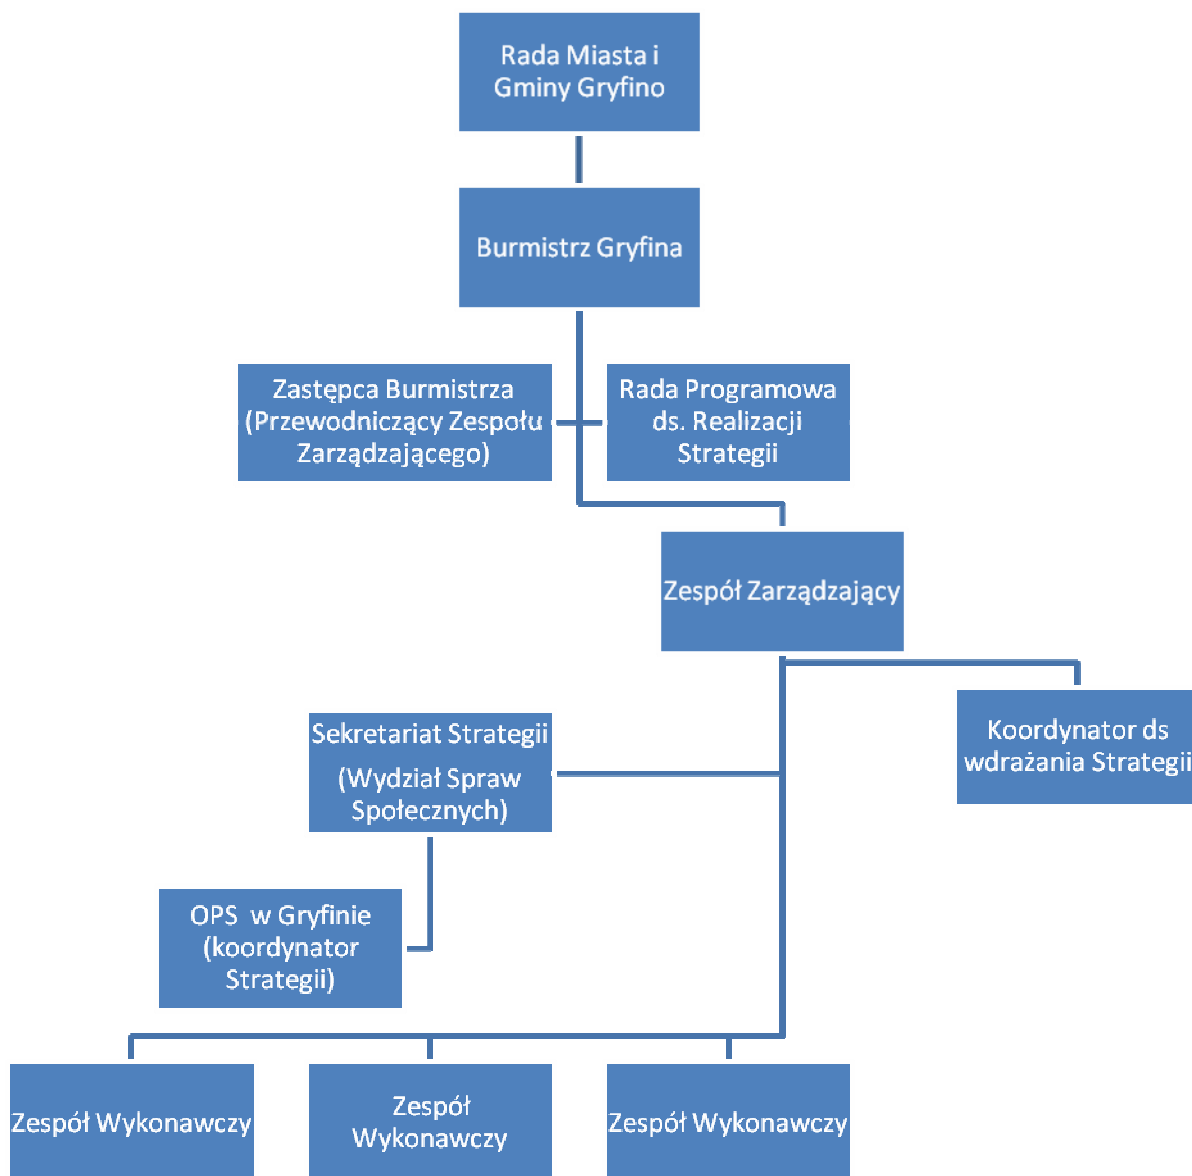 Rada Miasta i
Gminy Gryfino
Burmistrz Gryfina
Zastępca Burmistrza
(Przewodniczący Zespołu
Zarządzającego)
Rada Programowa
ds. Realizacji
Strategii
Zespół Zarządzający
Sekretariat Strategii
(Wydział Spraw
Społecznych)
Koordynator ds
wdrażania Strategii
OPS w Gryfinie
(koordynator
Strategii)
Zespół Wykonawczy
Zespół
Wykonawczy
Zespół Wykonawczy